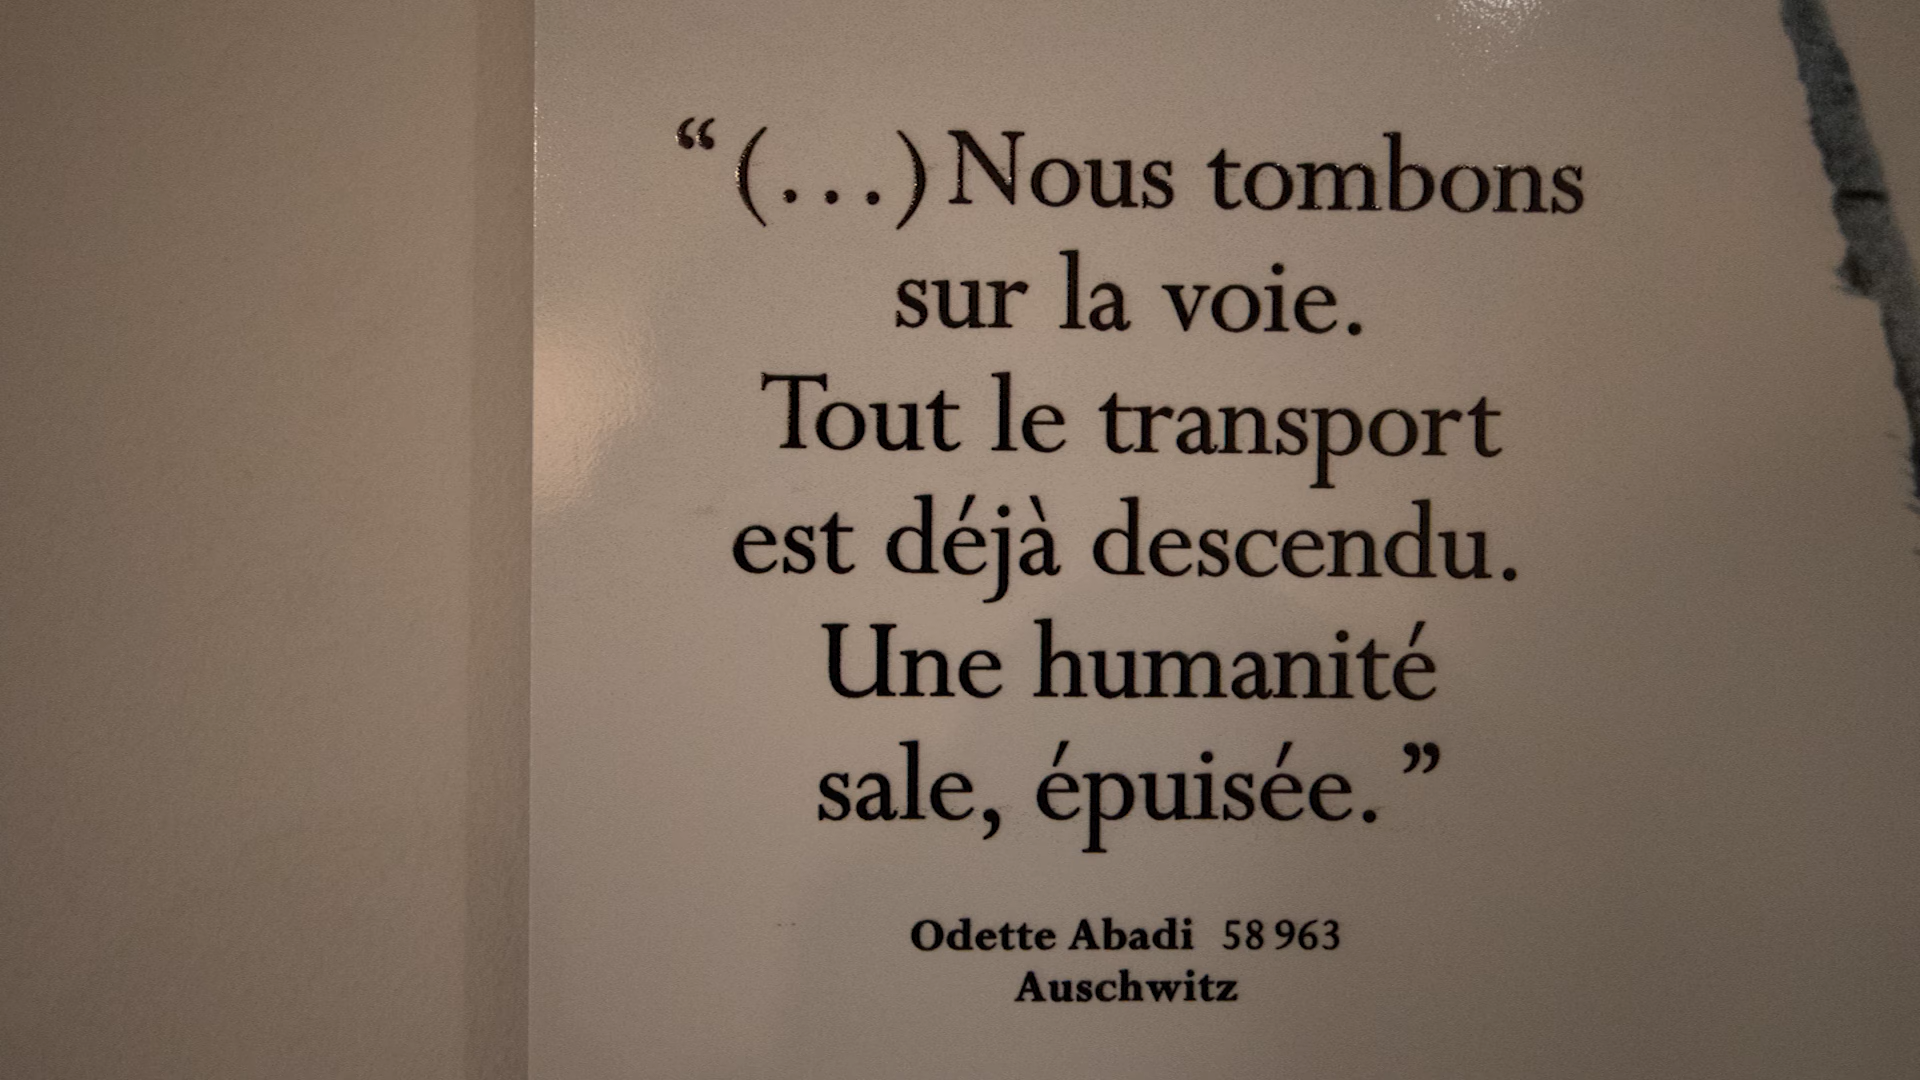 “(...) Nous tombons
sur la voie.
Tout le transport
est déjà descendu.
Une humanité
sale, épuisée.”
Odette Abadi 58 963
Auschwitz